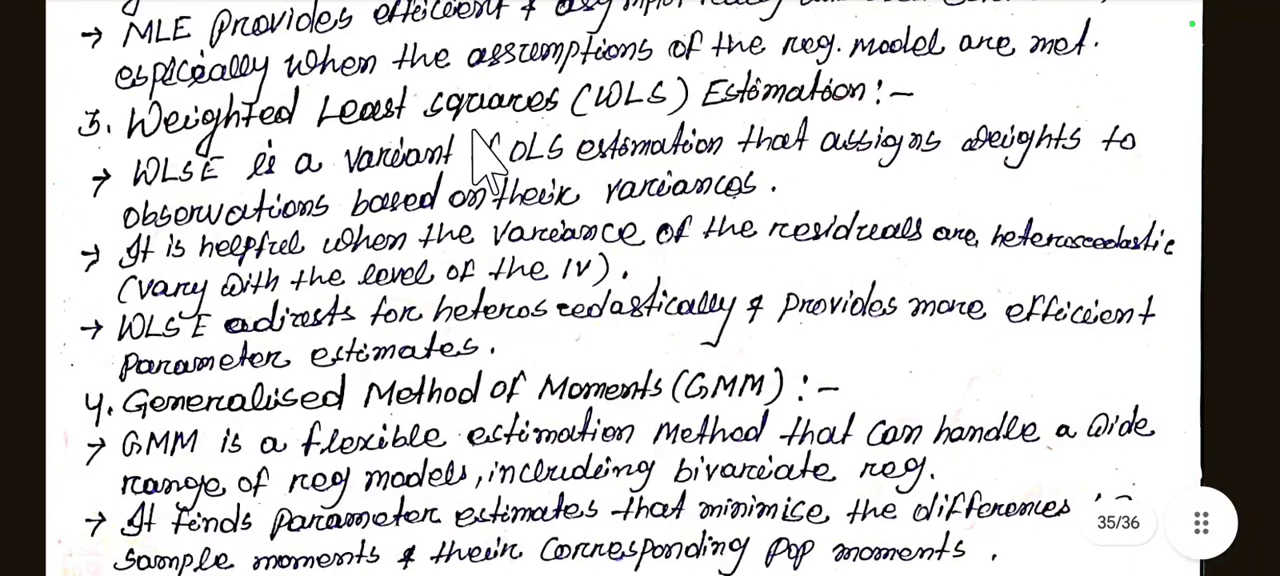 → MLE provides efficient &
especially when the assumptions of the reg. model are met.
3. Weighted Least squares (WLS) Estimation:-
→ WLSE is a variant OLS estimation that assigns weights to
observations based on their variances.
→ It is helpful when the variance of the residuals are heteroscedastic
(vary with the level of the IV).
→ WLSE adjusts for heteroscedastically & provides more efficient
parameter estimates.
4. Generalised Method of Moments (GMM):-
→ GMM is a flexible estimation method that can handle a wide
range of reg models, including bivariate reg.
→ It finds parameter estimates that minimise the differences
sample moments & their corresponding pop moments.
35/36